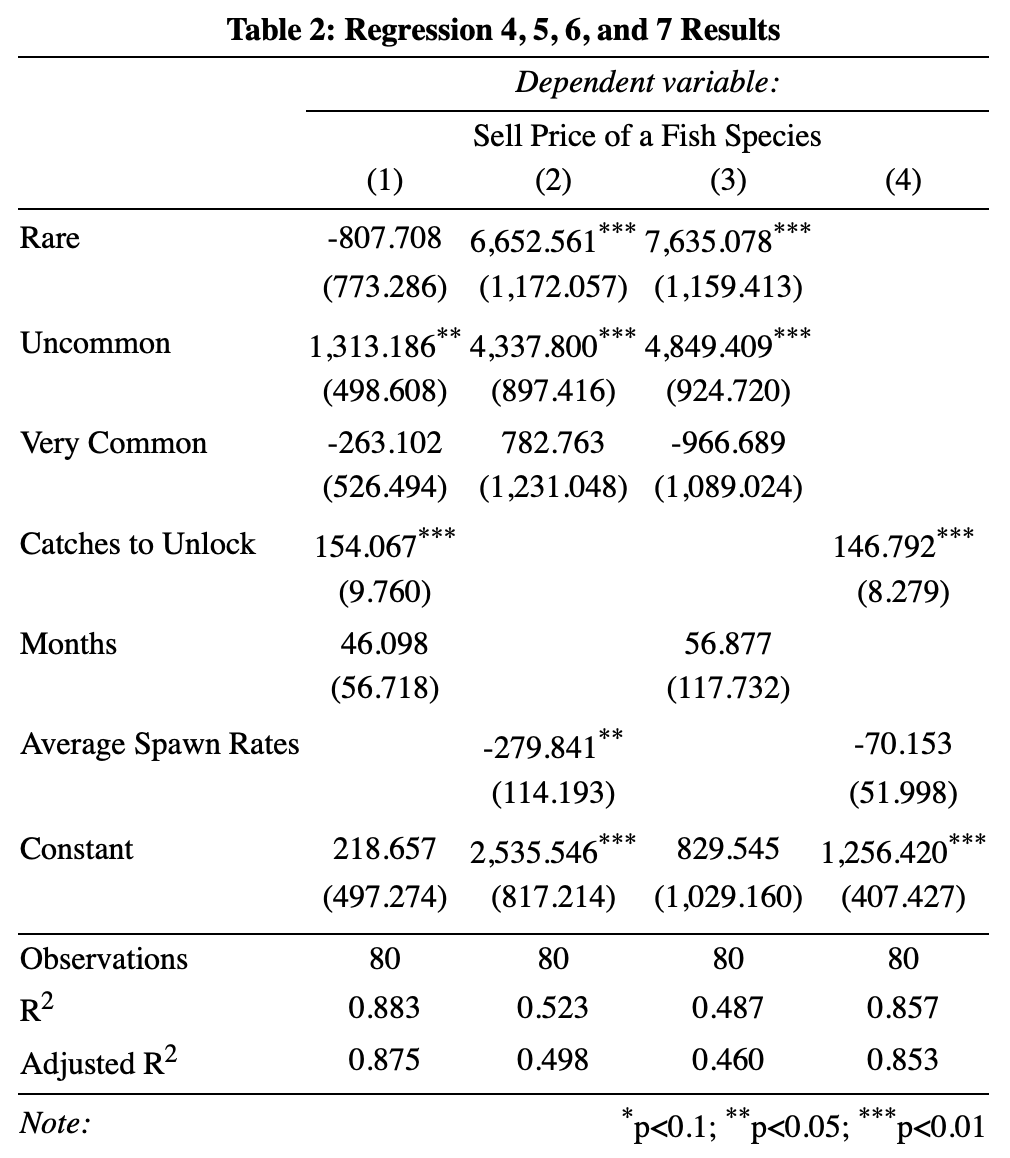 Table 2: Regression 4, 5, 6, and 7 Results
Dependent variable:
Sell Price of a Fish Species
(1) (2) (3) (4)
Rare -807.708 6,652.561*** 7,635.078***
(773.286) (1,172.057) (1,159.413)
Uncommon 1,313.186** 4,337.800*** 4,849.409***
(498.608) (897.416) (924.720)
Very Common -263.102 782.763 -966.689
(526.494) (1,231.048) (1,089.024)
Catches to Unlock 154.067*** 146.792***
(9.760) (8.279)
Months 46.098 56.877
(56.718) (117.732)
Average Spawn Rates -279.841** -70.153
(114.193) (51.998)
Constant 218.657 2,535.546*** 829.545 1,256.420***
(497.274) (817.214) (1,029.160) (407.427)
Observations 80 80 80 80
R² 0.883 0.523 0.487 0.857
Adjusted R² 0.875 0.498 0.460 0.853
Note: *p<0.1; **p<0.05; ***p<0.01